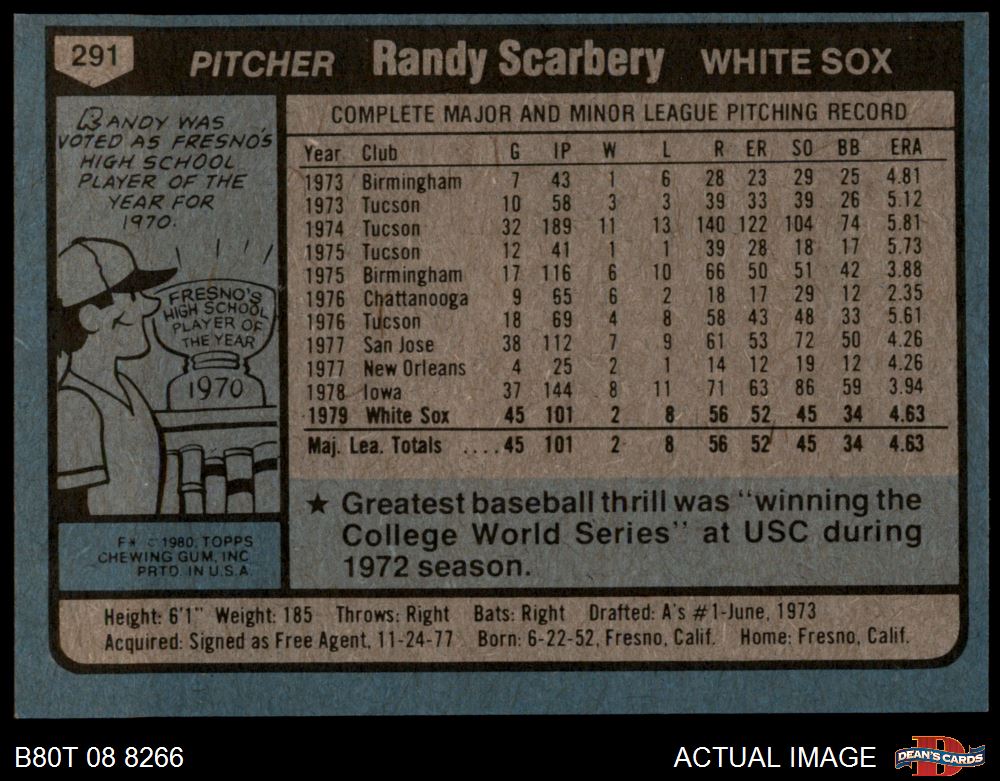 291
PITCHER Randy Scarbery WHITE SOX
RANDY WAS
VOTED AS FRESNO'S
HIGH SCHOOL
PLAYER OF THE
YEAR FOR
1970.
FRESNO'S
HIGH SCHOOL
PLAYER OF
THE YEAR
1970
COMPLETE MAJOR AND MINOR LEAGUE PITCHING RECORD
Year Club G IP W L R ER SO BB ERA
1973 Birmingham 7 43 1 6 28 23 29 25 4.81
1973 Tucson 10 58 3 3 39 33 39 26 5.12
1974 Tucson 32 189 11 13 140 122 104 74 5.81
1975 Tucson 12 41 1 1 39 28 18 17 5.73
1975 Birmingham 17 116 6 10 66 50 51 42 3.88
1976 Chattanooga 9 65 6 2 18 17 29 12 2.35
1976 Tucson 18 69 4 8 58 43 48 33 5.61
1977 San Jose 38 112 7 9 61 53 72 50 4.26
1977 New Orleans 4 25 2 1 14 12 19 12 4.26
1978 Iowa 37 144 8 11 71 63 86 59 3.94
1979 White Sox 45 101 2 8 56 52 45 34 4.63
Maj. Lea. Totals ....45 101 2 8 56 52 45 34 4.63
★ Greatest baseball thrill was "winning the
College World Series" at USC during
1972 season.
F* © 1980, TOPPS
CHEWING GUM, INC
PRTD. IN U.S.A.
Height: 6'1" Weight: 185 Throws: Right Bats: Right Drafted: A's #1-June, 1973
Acquired: Signed as Free Agent, 11-24-77 Born: 6-22-52, Fresno, Calif. Home: Fresno, Calif.
B80T 08 8266
ACTUAL IMAGE
D
DEAN'S CARDS